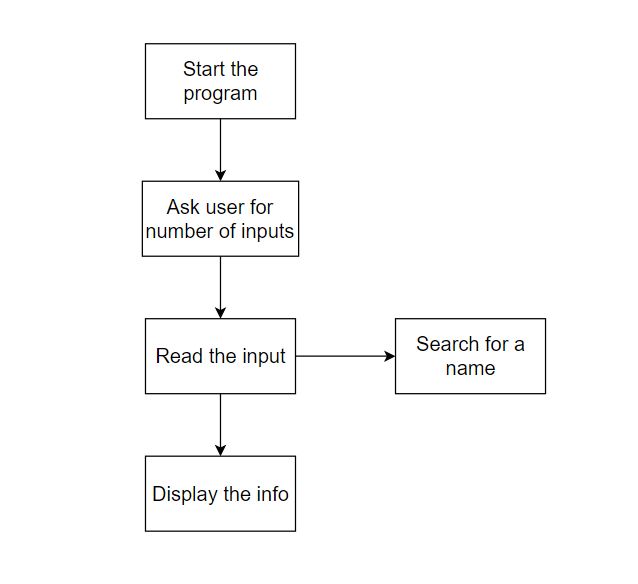 Start the
program
Ask user for
number of inputs
Read the input
Search for a
name
Display the info